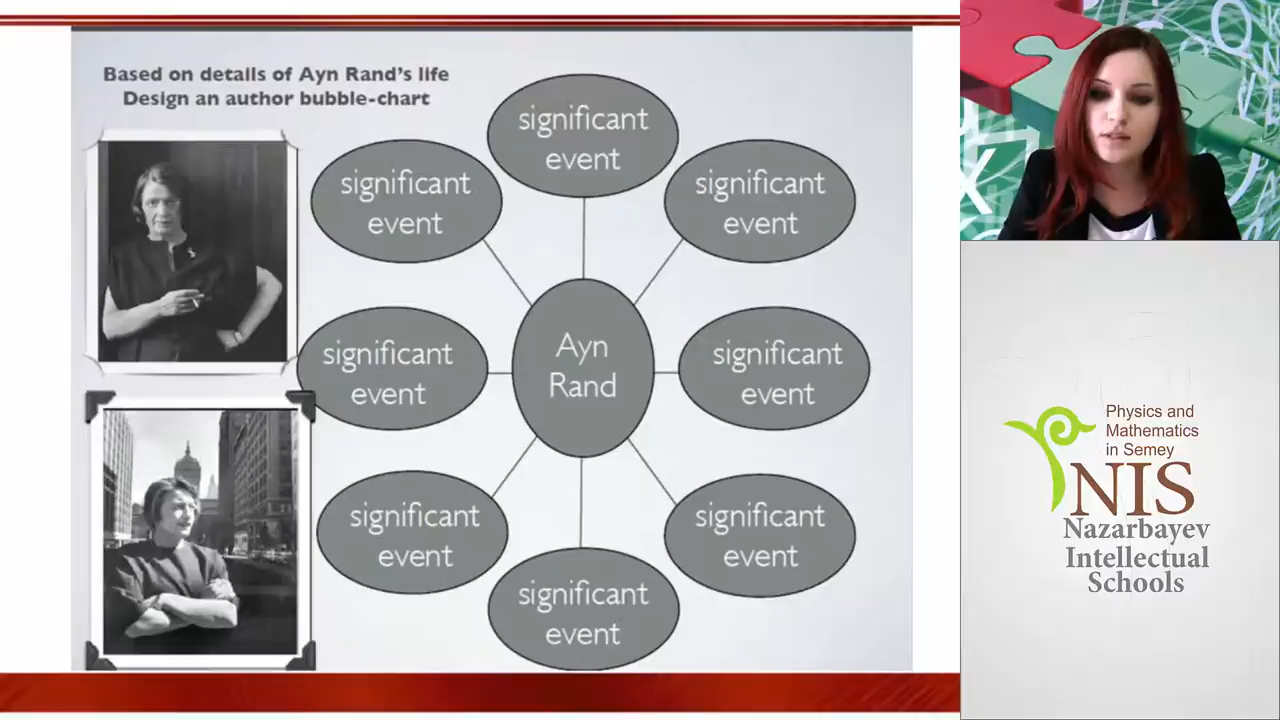 Based on details of Ayn Rand's life
Design an author bubble-chart
significant
event
significant
event
significant
event
significant
event
Ayn
Rand
significant
event
significant
event
significant
event
significant
event
Physics and
Mathematics
in Semey
NIS
Nazarbayev
Intellectual
Schools